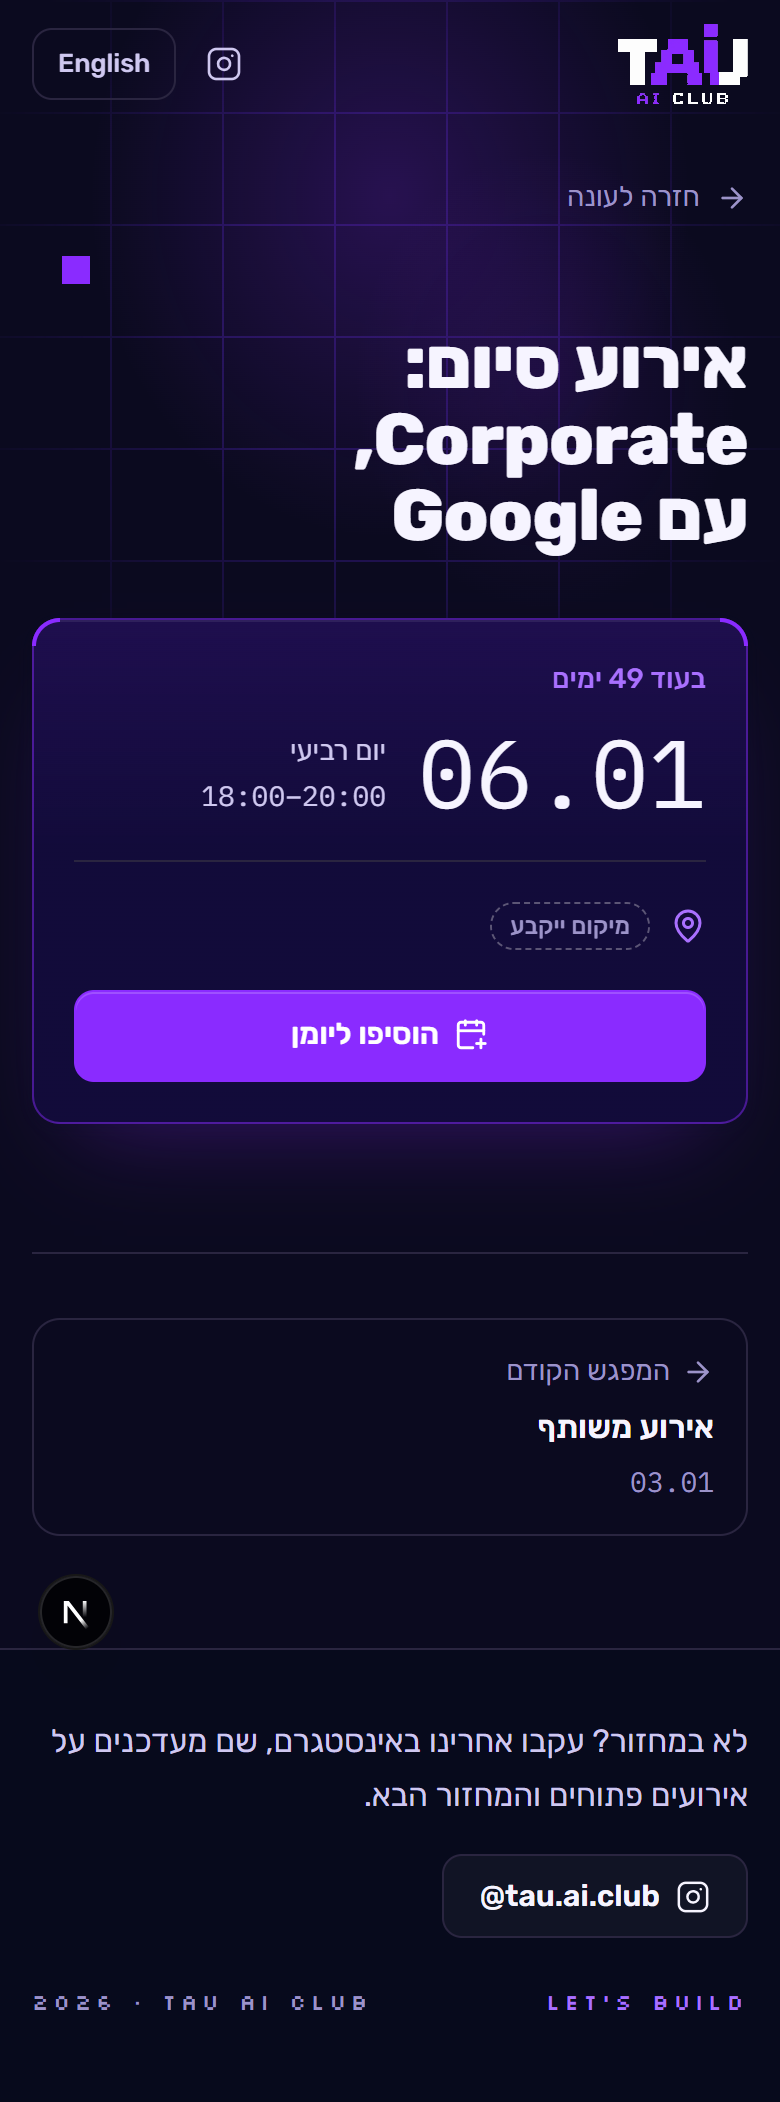 TAiU
AI CLUB
English
חזרה לעונה
אירוע סיום:
Corporate,
עם Google
בעוד 49 ימים
06.01
יום רביעי
18:00–20:00
מיקום ייקבע
הוסיפו ליומן
המפגש הקודם
אירוע משותף
03.01
N
לא במחזור? עקבו אחרינו באינסטגרם, שם מעדכנים על
אירועים פתוחים והמחזור הבא.
@tau.ai.club
LET'S BUILD
2026 · TAU AI CLUB